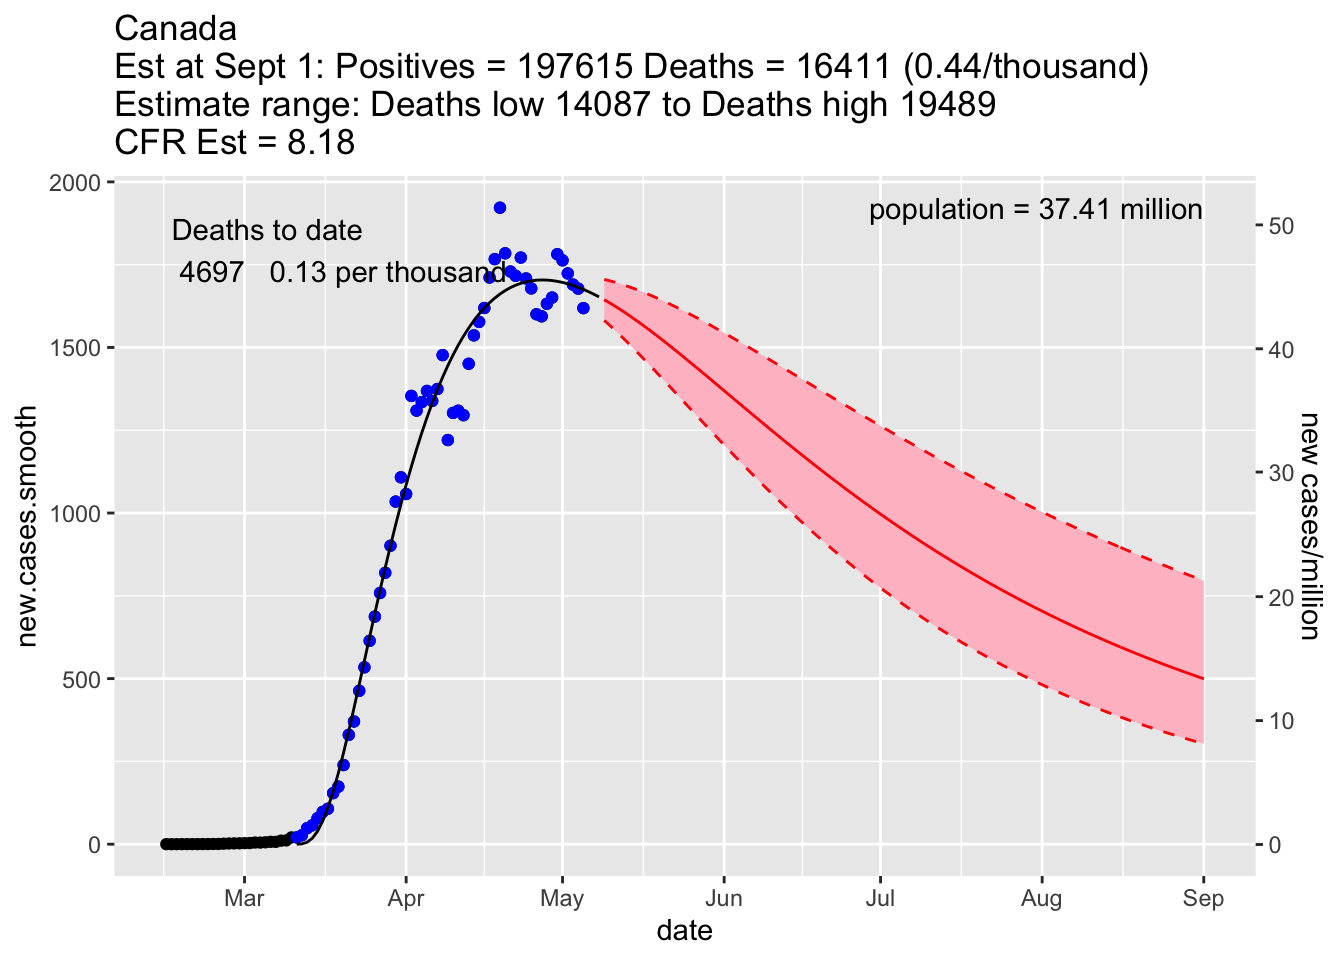 Canada
Est at Sept 1: Positives = 197615 Deaths = 16411 (0.44/thousand)
Estimate range: Deaths low 14087 to Deaths high 19489
CFR Est = 8.18
population = 37.41 million
Deaths to date
4697 0.13 per thousand
2000
1500
1000
500
0
new.cases.smooth
50
40
30
20
10
0
new cases/million
Mar Apr May Jun Jul Aug Sep
date